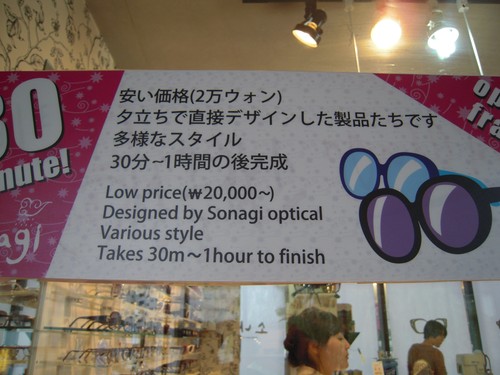 30
minute!
agi
安い価格(2万ウォン)
夕立ちで直接デザインした製品たちです
多様なスタイル
30分~1時間の後完成
Low price(₩20,000~)
Designed by Sonagi optical
Various style
Takes 30m~1hour to finish
ou
fra